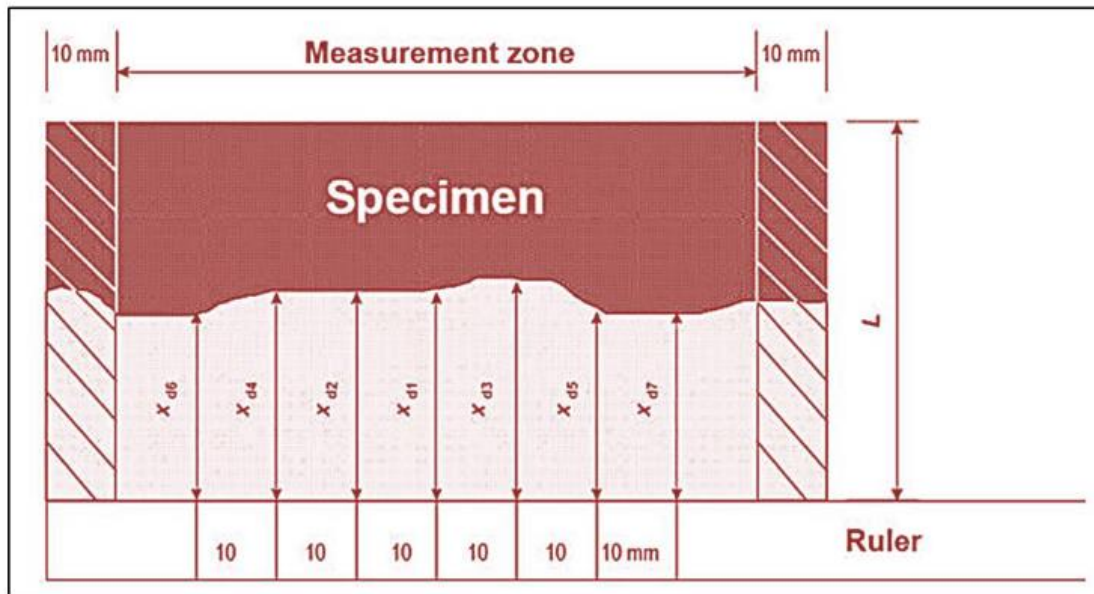 10 mm Measurement zone 10 mm
Specimen
L
X d6 X d4 X d2 X d1 X d3 X d5 X d7
10 10 10 10 10 10 mm
Ruler